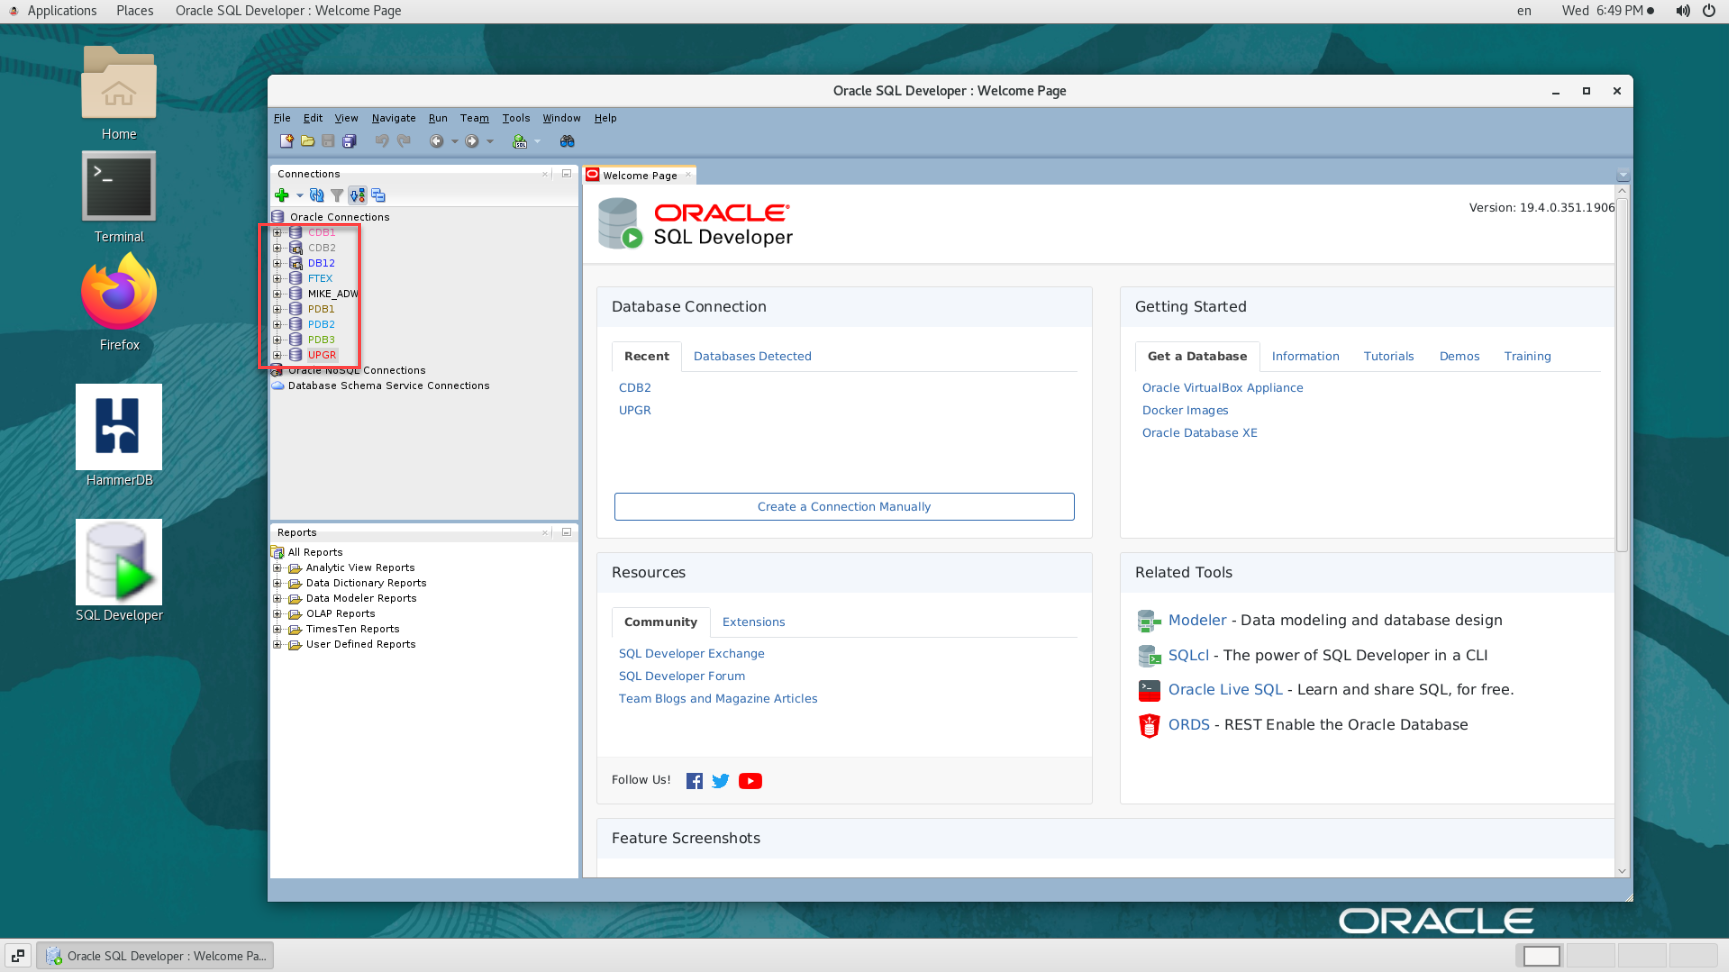 Applications Places Oracle SQL Developer : Welcome Page en Wed 6:49 PM
Home
Terminal
Firefox
HammerDB
SQL Developer
Oracle SQL Developer : Welcome Page
File Edit View Navigate Run Team Tools Window Help
Connections
Oracle Connections
CDB1
CDB2
DB12
FTEX
MIKE_ADW
PDB1
PDB2
PDB3
UPGR
Oracle NoSQL Connections
Database Schema Service Connections
Reports
All Reports
Analytic View Reports
Data Dictionary Reports
Data Modeler Reports
OLAP Reports
TimesTen Reports
User Defined Reports
Welcome Page
ORACLE
SQL Developer
Version: 19.4.0.351.1906
Database Connection
Recent Databases Detected
CDB2
UPGR
Create a Connection Manually
Getting Started
Get a Database Information Tutorials Demos Training
Oracle VirtualBox Appliance
Docker Images
Oracle Database XE
Resources
Community Extensions
SQL Developer Exchange
SQL Developer Forum
Team Blogs and Magazine Articles
Follow Us!
Related Tools
Modeler - Data modeling and database design
SQLcl - The power of SQL Developer in a CLI
Oracle Live SQL - Learn and share SQL, for free.
ORDS - REST Enable the Oracle Database
Feature Screenshots
ORACLE
Oracle SQL Developer : Welcome Pa...